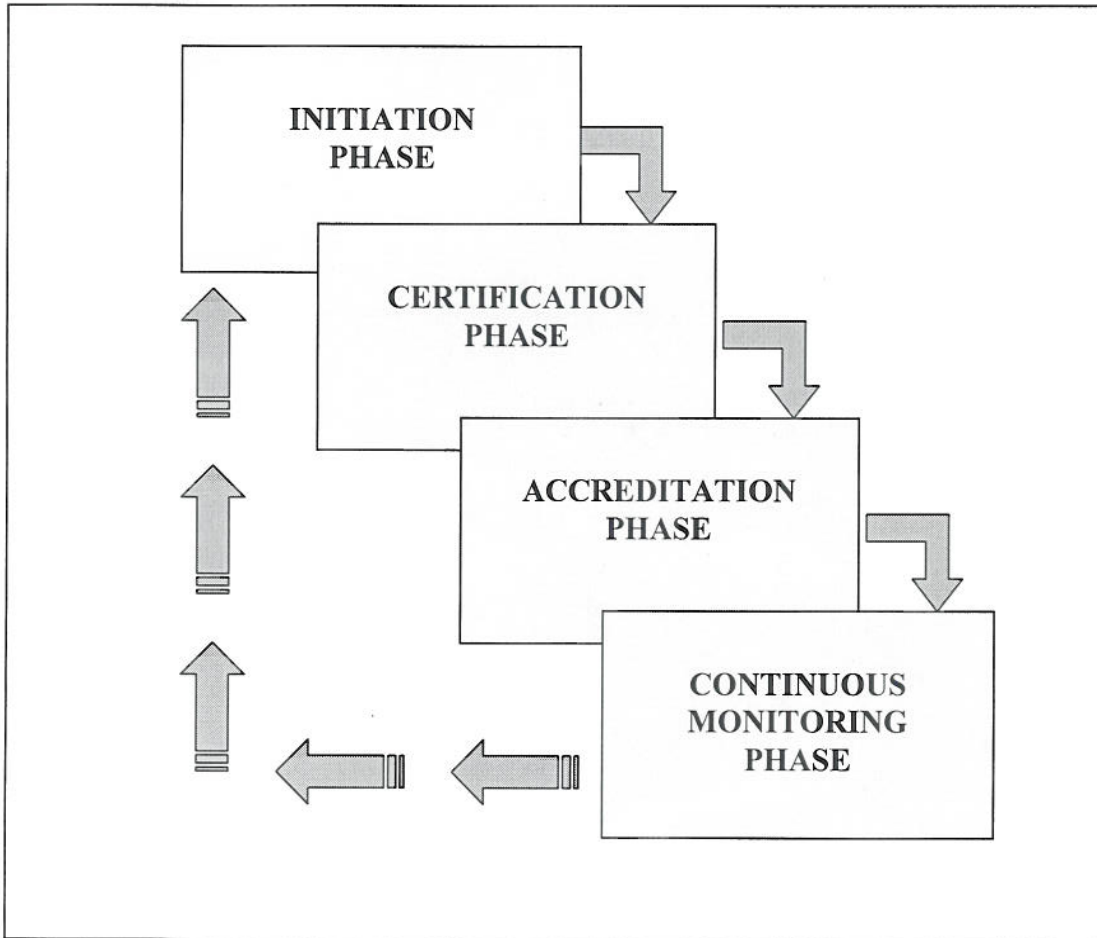 INITIATION
PHASE
CERTIFICATION
PHASE
ACCREDITATION
PHASE
CONTINUOUS
MONITORING
PHASE